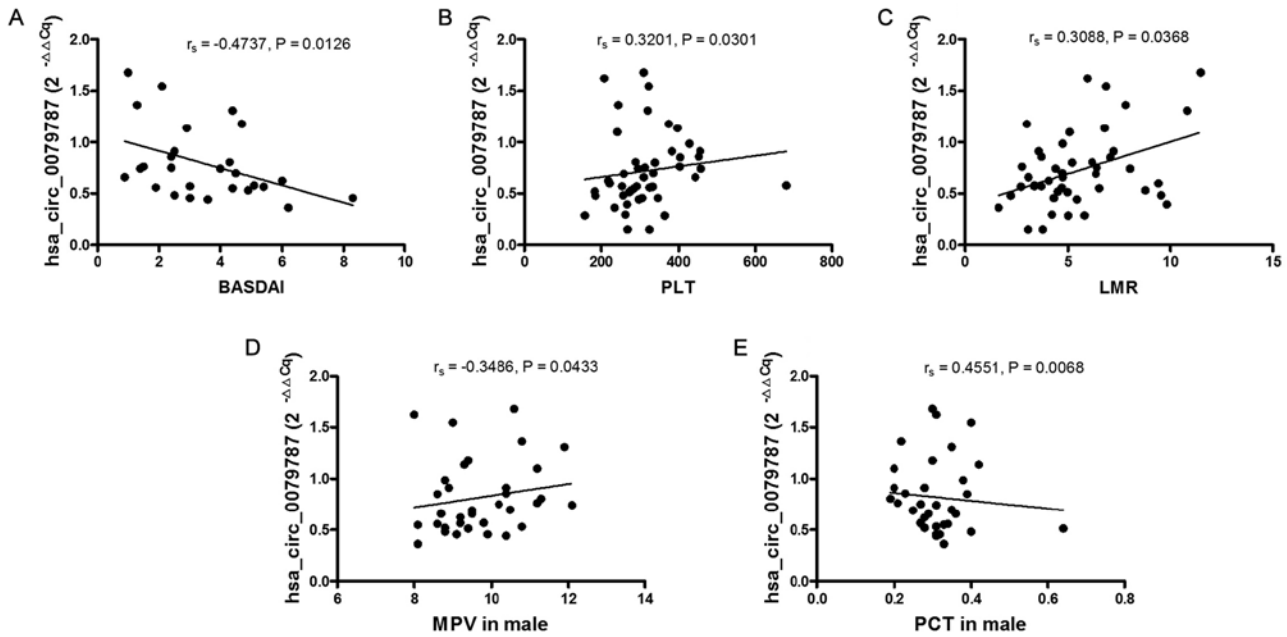 A
r_s = -0.4737, P = 0.0126
hsa_circ_0079787 (2 ^-△△Cq)
2.0
1.5
1.0
0.5
0.0
0 2 4 6 8 10
BASDAI
B
r_s = 0.3201, P = 0.0301
hsa_circ_0079787 (2 ^-△△Cq)
2.0
1.5
1.0
0.5
0.0
0 200 400 600 800
PLT
C
r_s = 0.3088, P = 0.0368
hsa_circ_0079787 (2 ^-△△Cq)
2.0
1.5
1.0
0.5
0.0
0 5 10 15
LMR
D
r_s = -0.3486, P = 0.0433
hsa_circ_0079787 (2 ^-△△Cq)
2.0
1.5
1.0
0.5
0.0
6 8 10 12 14
MPV in male
E
r_s = 0.4551, P = 0.0068
hsa_circ_0079787 (2 ^-△△Cq)
2.0
1.5
1.0
0.5
0.0
0.0 0.2 0.4 0.6 0.8
PCT in male